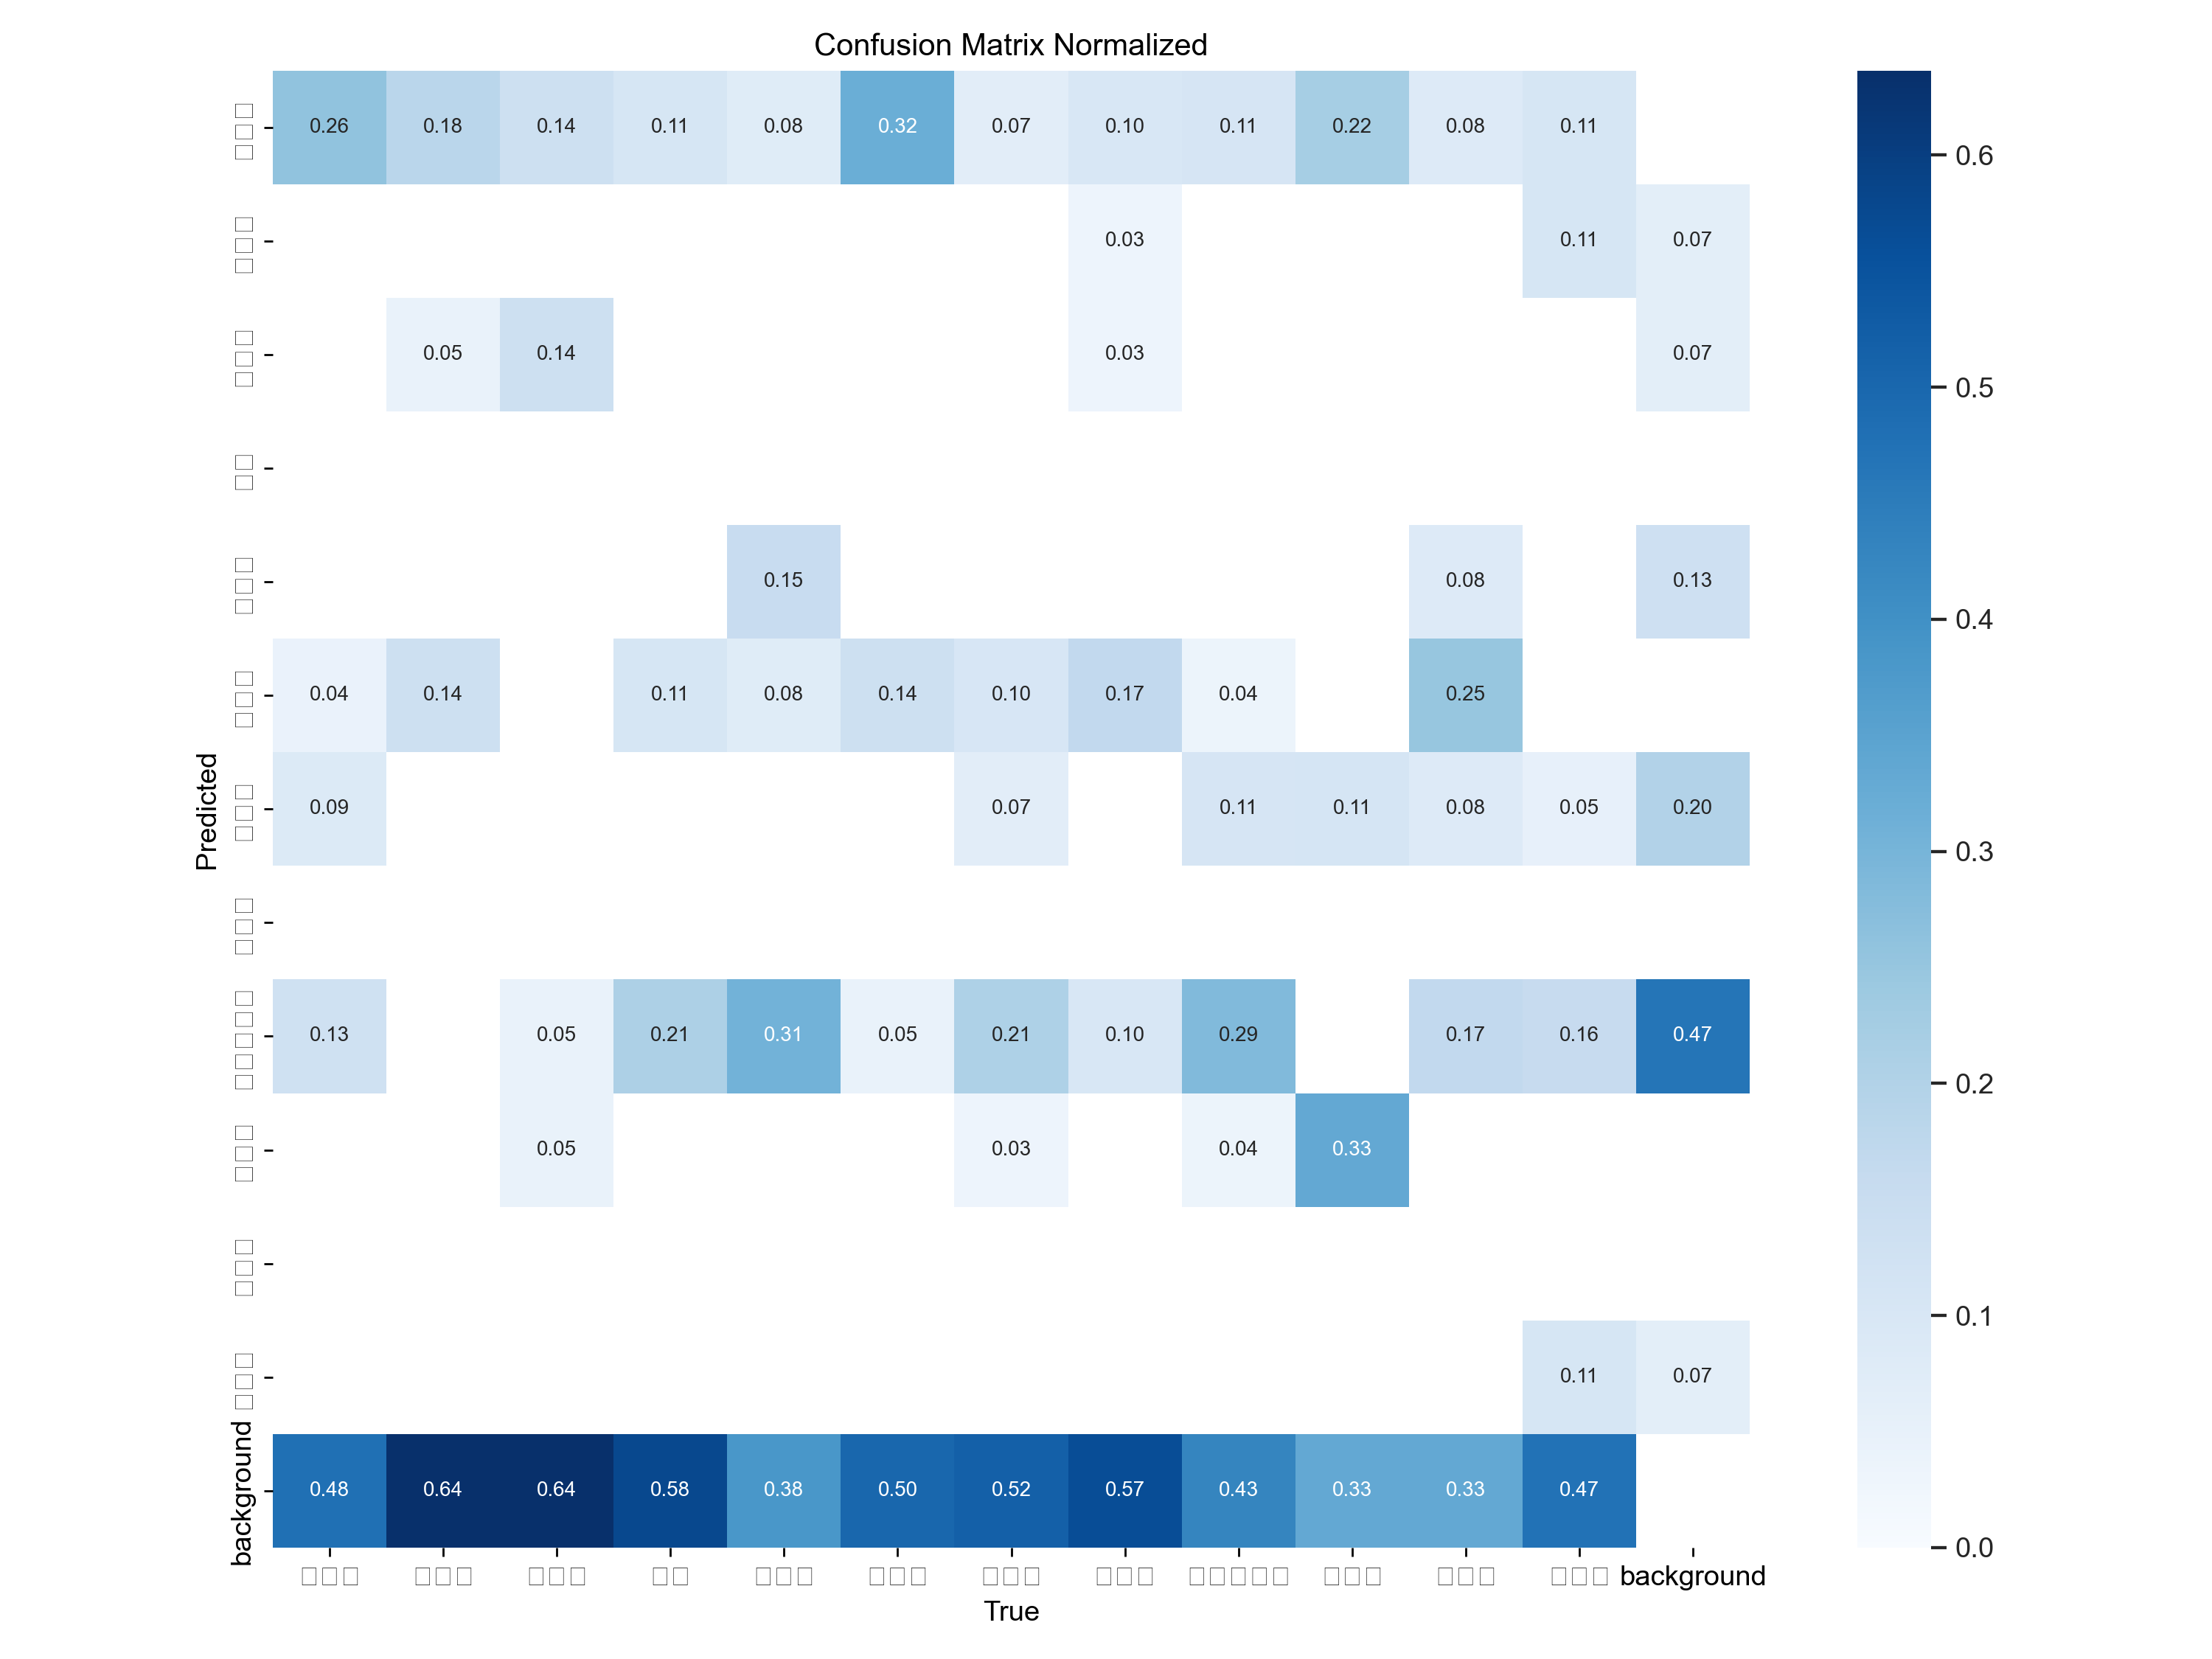 Confusion Matrix Normalized
0.26 0.18 0.14 0.11 0.08 0.32 0.07 0.10 0.11 0.22 0.08 0.11
0.03 0.11 0.07
0.05 0.14 0.03 0.07
0.15 0.08 0.13
0.04 0.14 0.11 0.08 0.14 0.10 0.17 0.04 0.25
0.09 0.07 0.11 0.11 0.08 0.05 0.20
0.13 0.05 0.21 0.31 0.05 0.21 0.10 0.29 0.17 0.16 0.47
0.05 0.03 0.04 0.33
0.11 0.07
background 0.48 0.64 0.64 0.58 0.38 0.50 0.52 0.57 0.43 0.33 0.33 0.47
background
Predicted
True
0.6
0.5
0.4
0.3
0.2
0.1
0.0